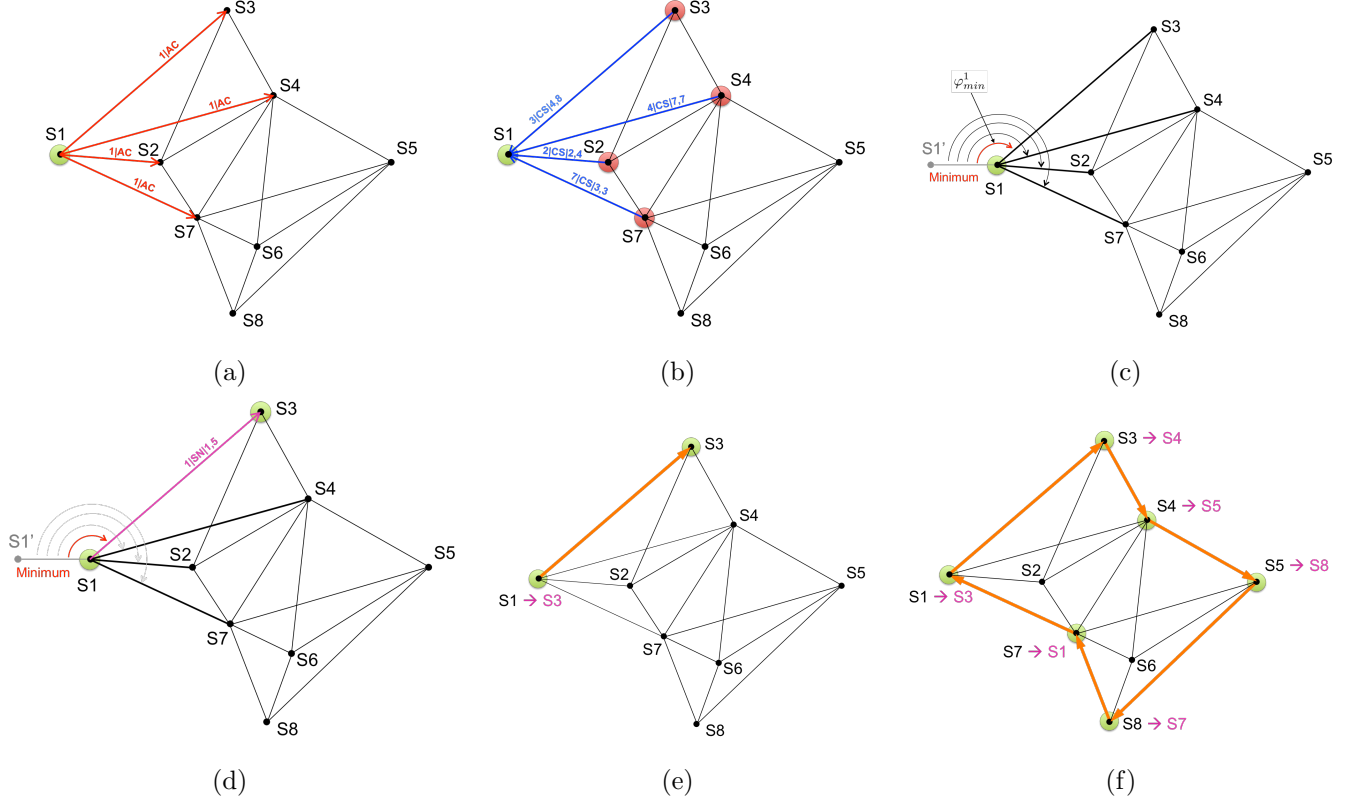 S3
1|AC
S4
1|AC
S1
1|AC
S2
S5
1|AC
S7
S6
S8
(a)
S3
S4
3|CS|4,8
4|CS|7,7
S1
S2
2|CS|2,4
S5
7|CS|3,3
S7
S6
S8
(b)
S3
φ¹min
S4
S1'
S2
S5
Minimum
S1
S7
S6
S8
(c)
S3
1|SN|1,5
S4
S1'
S2
S5
Minimum
S1
S7
S6
S8
(d)
S3
S4
S2
S5
S1 → S3
S7
S6
S8
(e)
S3 → S4
S4 → S5
S2
S5 → S8
S1 → S3
S7 → S1
S6
S8 → S7
(f)